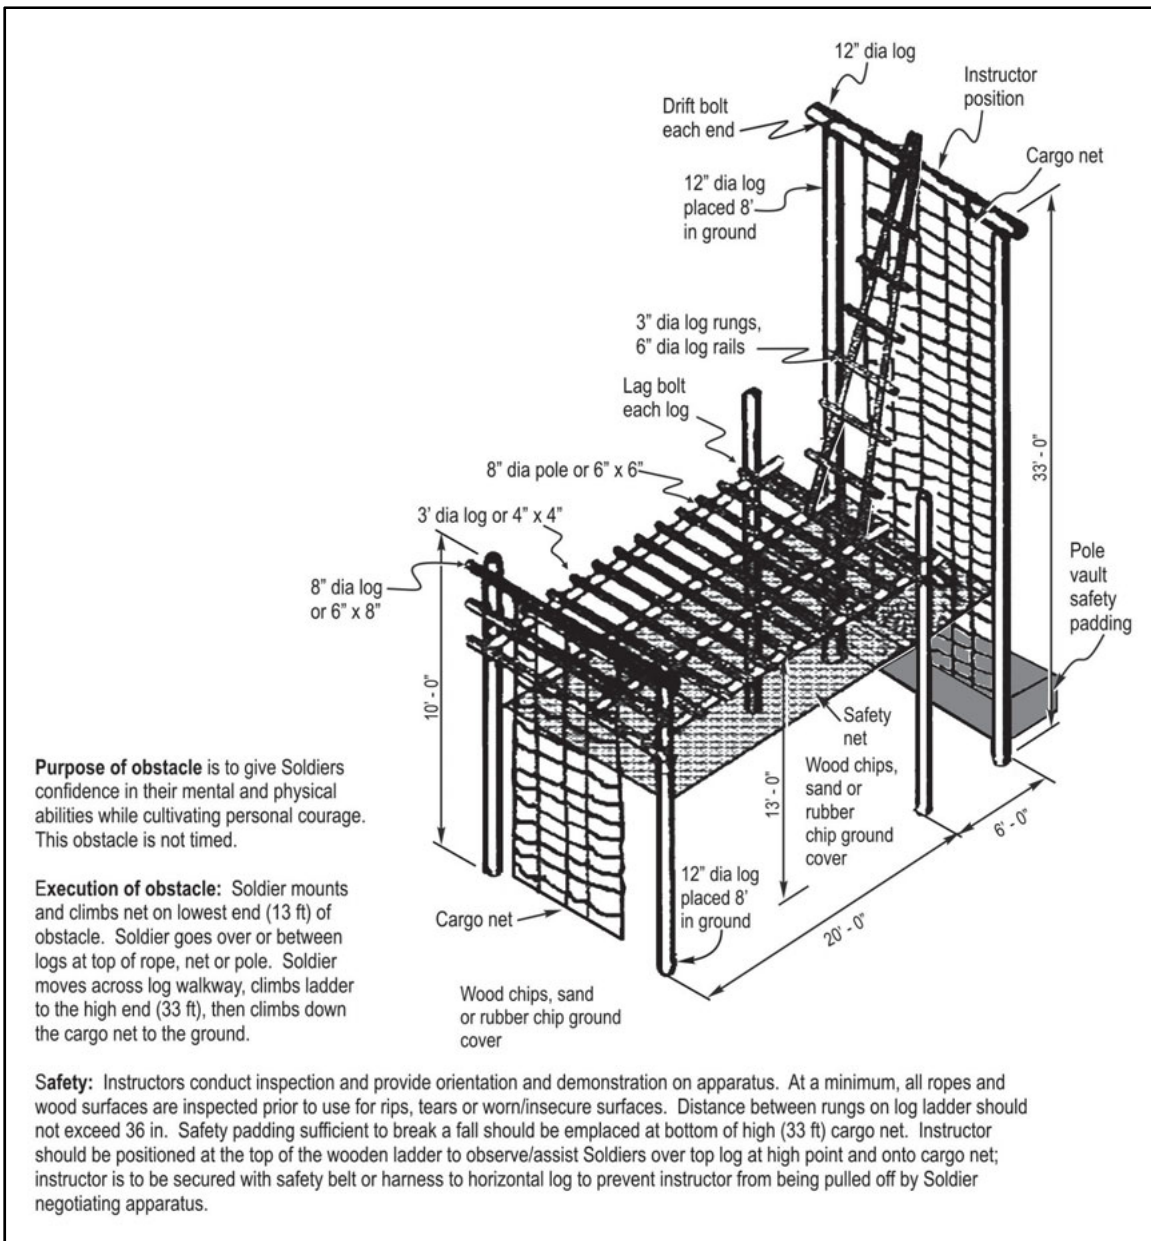 12” dia log
Instructor
position
Drift bolt
each end
Cargo net
12” dia log
placed 8’
in ground
3” dia log rungs,
6” dia log rails
Lag bolt
each log
33’ - 0”
8” dia pole or 6” x 6”
3’ dia log or 4” x 4”
Pole
vault
safety
padding
8” dia log
or 6” x 8”
10’ - 0”
Safety
net
Wood chips,
sand or
rubber
chip ground
cover
13’ - 0”
6’ - 0”
20’ - 0”
12” dia log
placed 8’
in ground
Cargo net
Wood chips, sand
or rubber chip ground
cover
Purpose of obstacle is to give Soldiers
confidence in their mental and physical
abilities while cultivating personal courage.
This obstacle is not timed.
Execution of obstacle: Soldier mounts
and climbs net on lowest end (13 ft) of
obstacle. Soldier goes over or between
logs at top of rope, net or pole. Soldier
moves across log walkway, climbs ladder
to the high end (33 ft), then climbs down
the cargo net to the ground.
Safety: Instructors conduct inspection and provide orientation and demonstration on apparatus. At a minimum, all ropes and
wood surfaces are inspected prior to use for rips, tears or worn/insecure surfaces. Distance between rungs on log ladder should
not exceed 36 in. Safety padding sufficient to break a fall should be emplaced at bottom of high (33 ft) cargo net. Instructor
should be positioned at the top of the wooden ladder to observe/assist Soldiers over top log at high point and onto cargo net;
instructor is to be secured with safety belt or harness to horizontal log to prevent instructor from being pulled off by Soldier
negotiating apparatus.